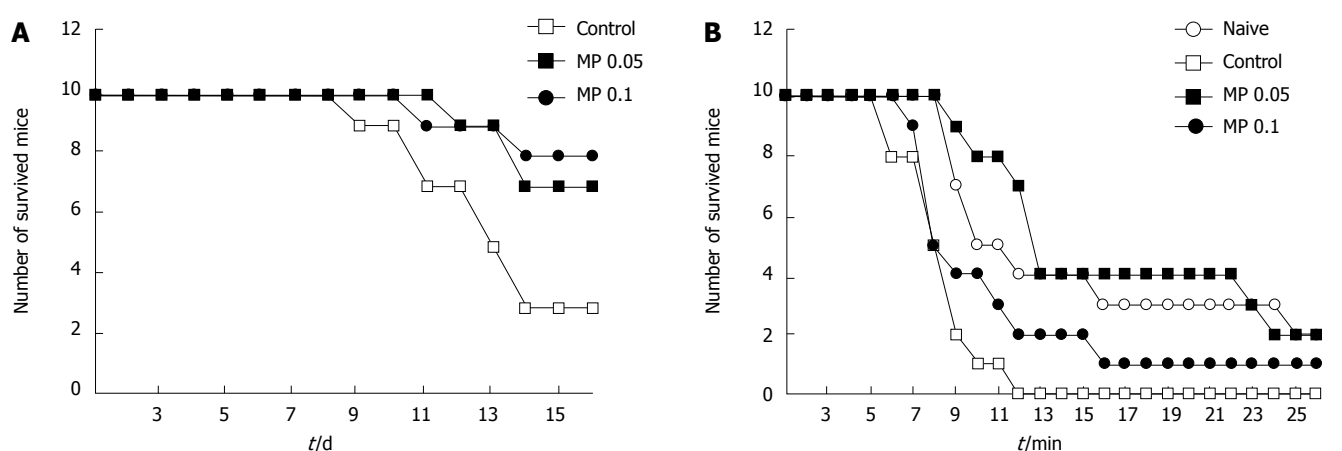 A
Number of survived mice
12
10
8
6
4
2
0
3 5 7 9 11 13 15
t/d
Control
MP 0.05
MP 0.1
B
Number of survived mice
12
10
8
6
4
2
0
3 5 7 9 11 13 15 17 19 21 23 25
t/min
Naive
Control
MP 0.05
MP 0.1